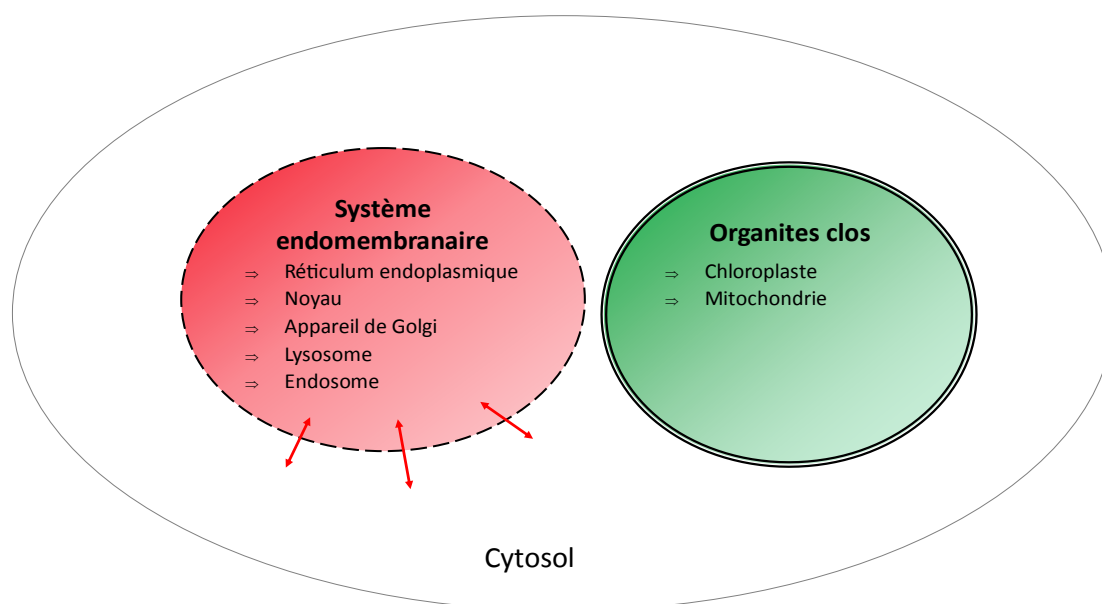 Système
endomembranaire
⇒ Réticulum endoplasmique
⇒ Noyau
⇒ Appareil de Golgi
⇒ Lysosome
⇒ Endosome
Organites clos
⇒ Chloroplaste
⇒ Mitochondrie
Cytosol